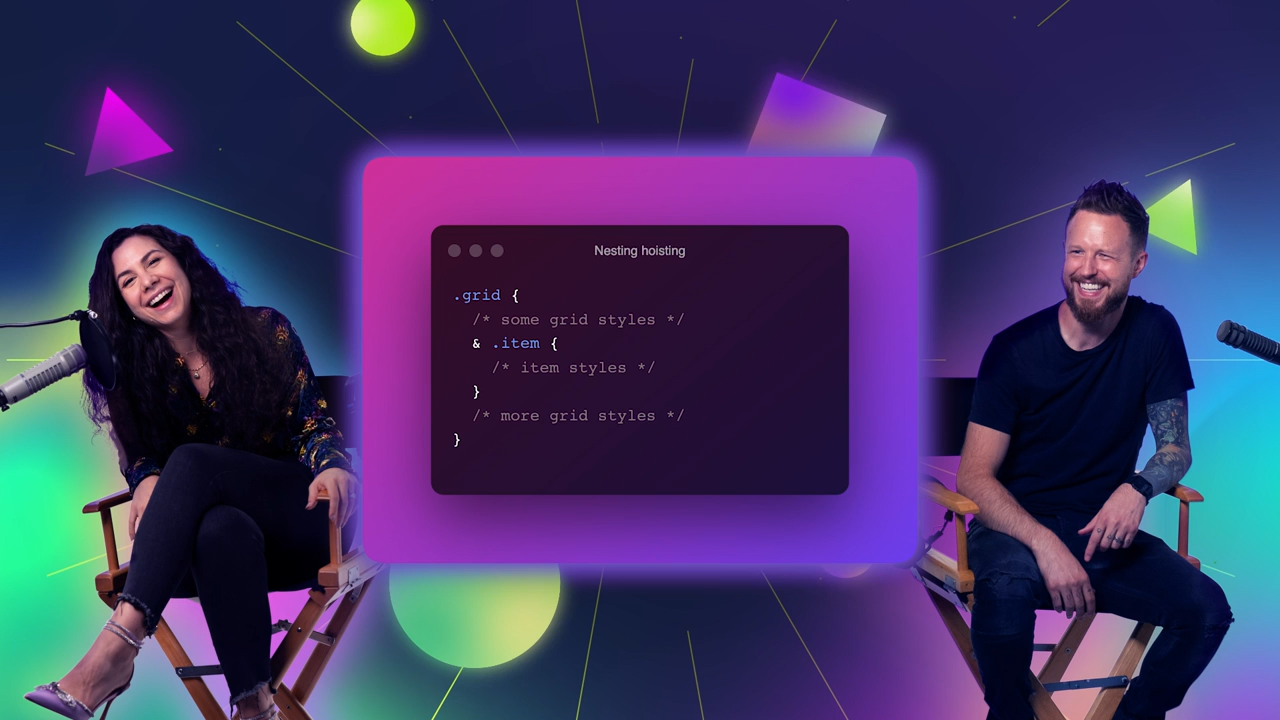 Nesting hoisting
.grid {
/* some grid styles */
& .item {
/* item styles */
}
/* more grid styles */
}